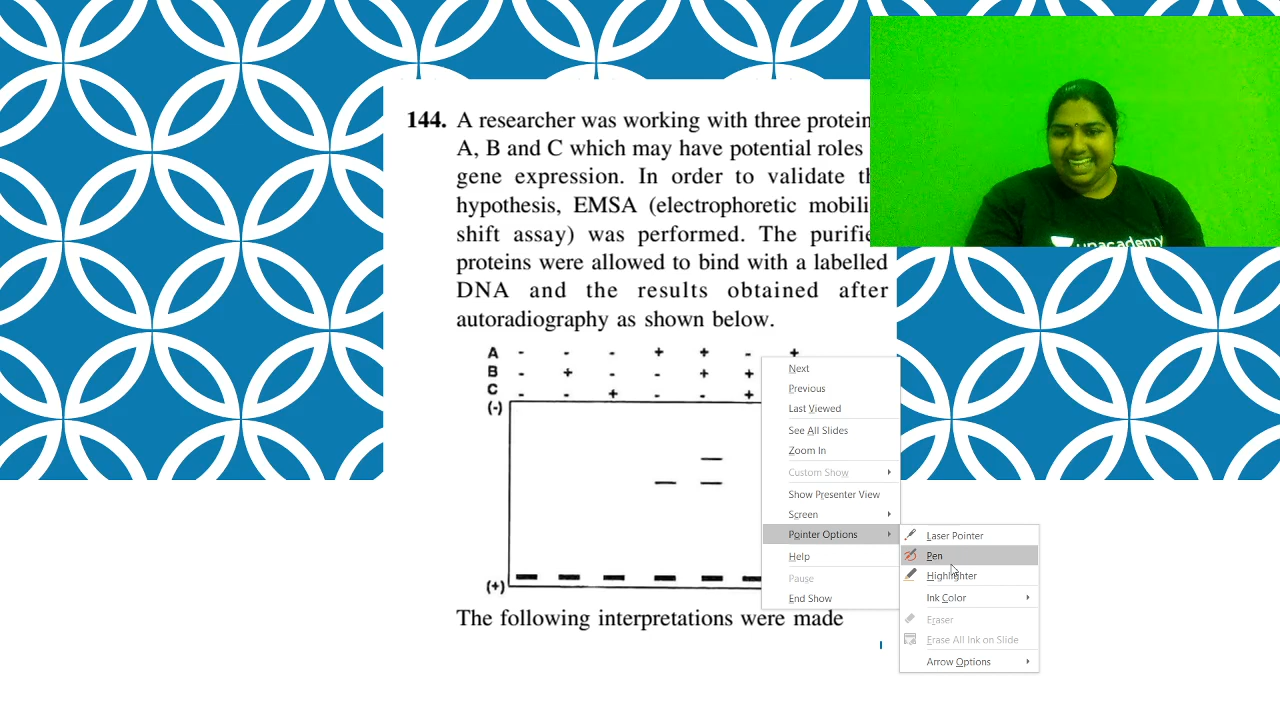 144. A researcher was working with three protein
A, B and C which may have potential roles
gene expression. In order to validate th
hypothesis, EMSA (electrophoretic mobili
shift assay) was performed. The purifie
proteins were allowed to bind with a labelled
DNA and the results obtained after
autoradiography as shown below.
A - - - + + - +
B - + - - + +
C - - + - - +
(-)
(+)
The following interpretations were made
Next
Previous
Last Viewed
See All Slides
Zoom In
Custom Show
Show Presenter View
Screen
Pointer Options
Help
Pause
End Show
Laser Pointer
Pen
Highlighter
Ink Color
Eraser
Erase All Ink on Slide
Arrow Options
unacademy